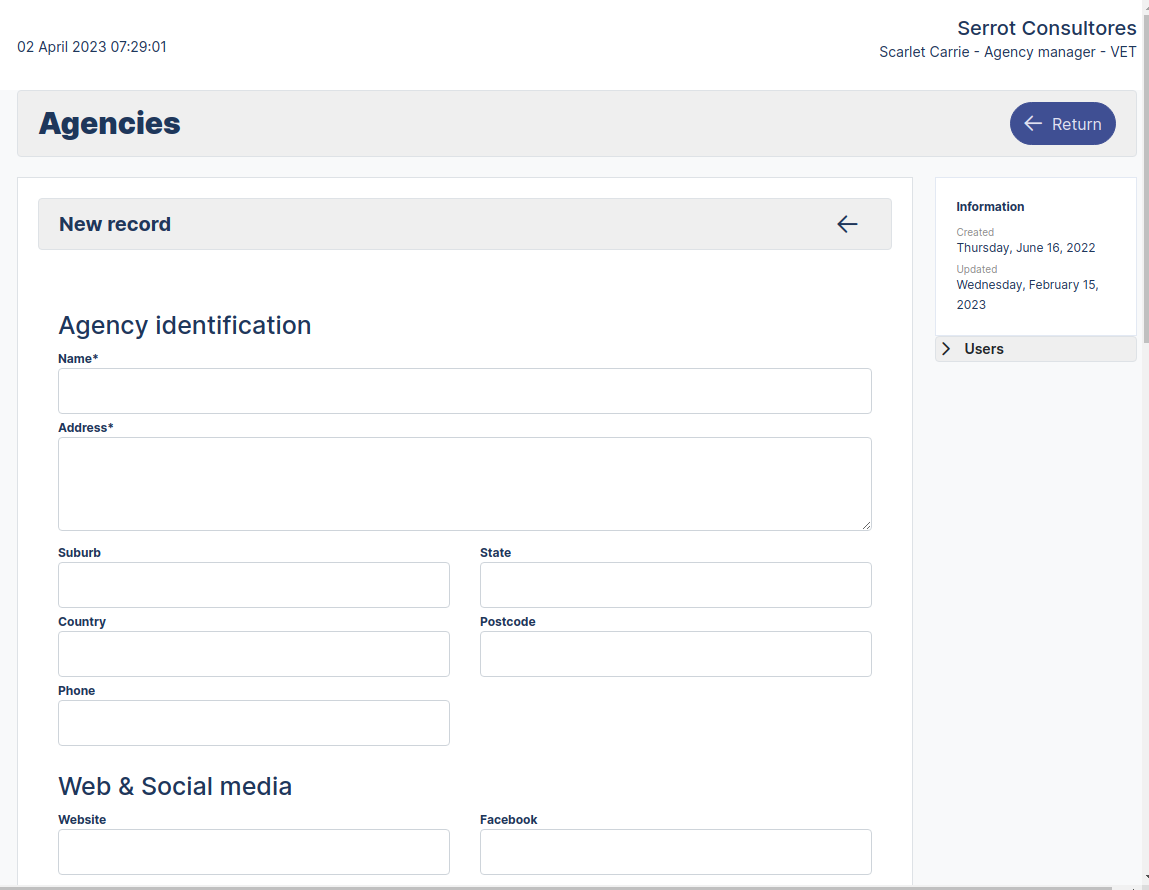 Serrot Consultores
02 April 2023 07:29:01
Scarlet Carrie - Agency manager - VET
Agencies
Return
New record
Agency identification
Name*
Address*
Suburb
State
Country
Postcode
Phone
Web & Social media
Website
Facebook
Information
Created
Thursday, June 16, 2022
Updated
Wednesday, February 15,
2023
Users